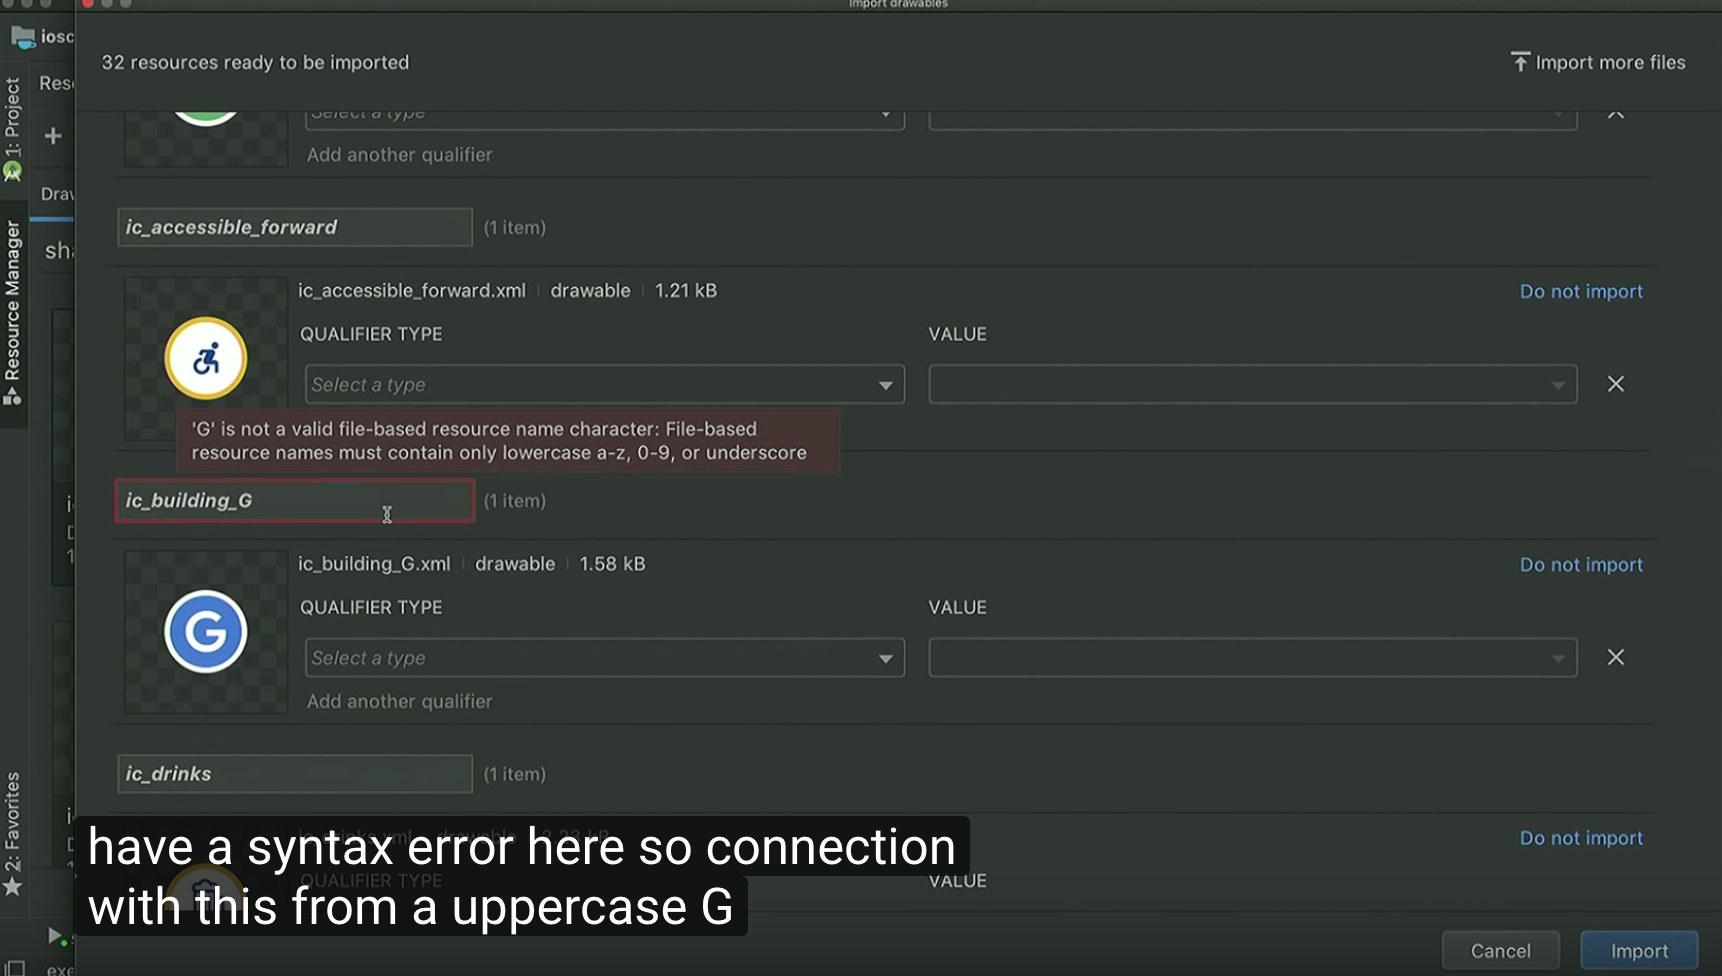 Import drawables
iosc
32 resources ready to be imported
Import more files
1: Project
Res
Select a type
Add another qualifier
Draw
ic_accessible_forward
(1 item)
Resource Manager
sha
ic_accessible_forward.xml drawable 1.21 kB
Do not import
QUALIFIER TYPE
VALUE
Select a type
'G' is not a valid file-based resource name character: File-based
resource names must contain only lowercase a-z, 0-9, or underscore
ic_building_G
(1 item)
ic_building_G.xml drawable 1.58 kB
Do not import
G
QUALIFIER TYPE
VALUE
Select a type
Add another qualifier
ic_drinks
(1 item)
2: Favorites
ic_drinks.xml drawable
Do not import
QUALIFIER TYPE
VALUE
have a syntax error here so connection
with this from a uppercase G
Cancel
Import
exe